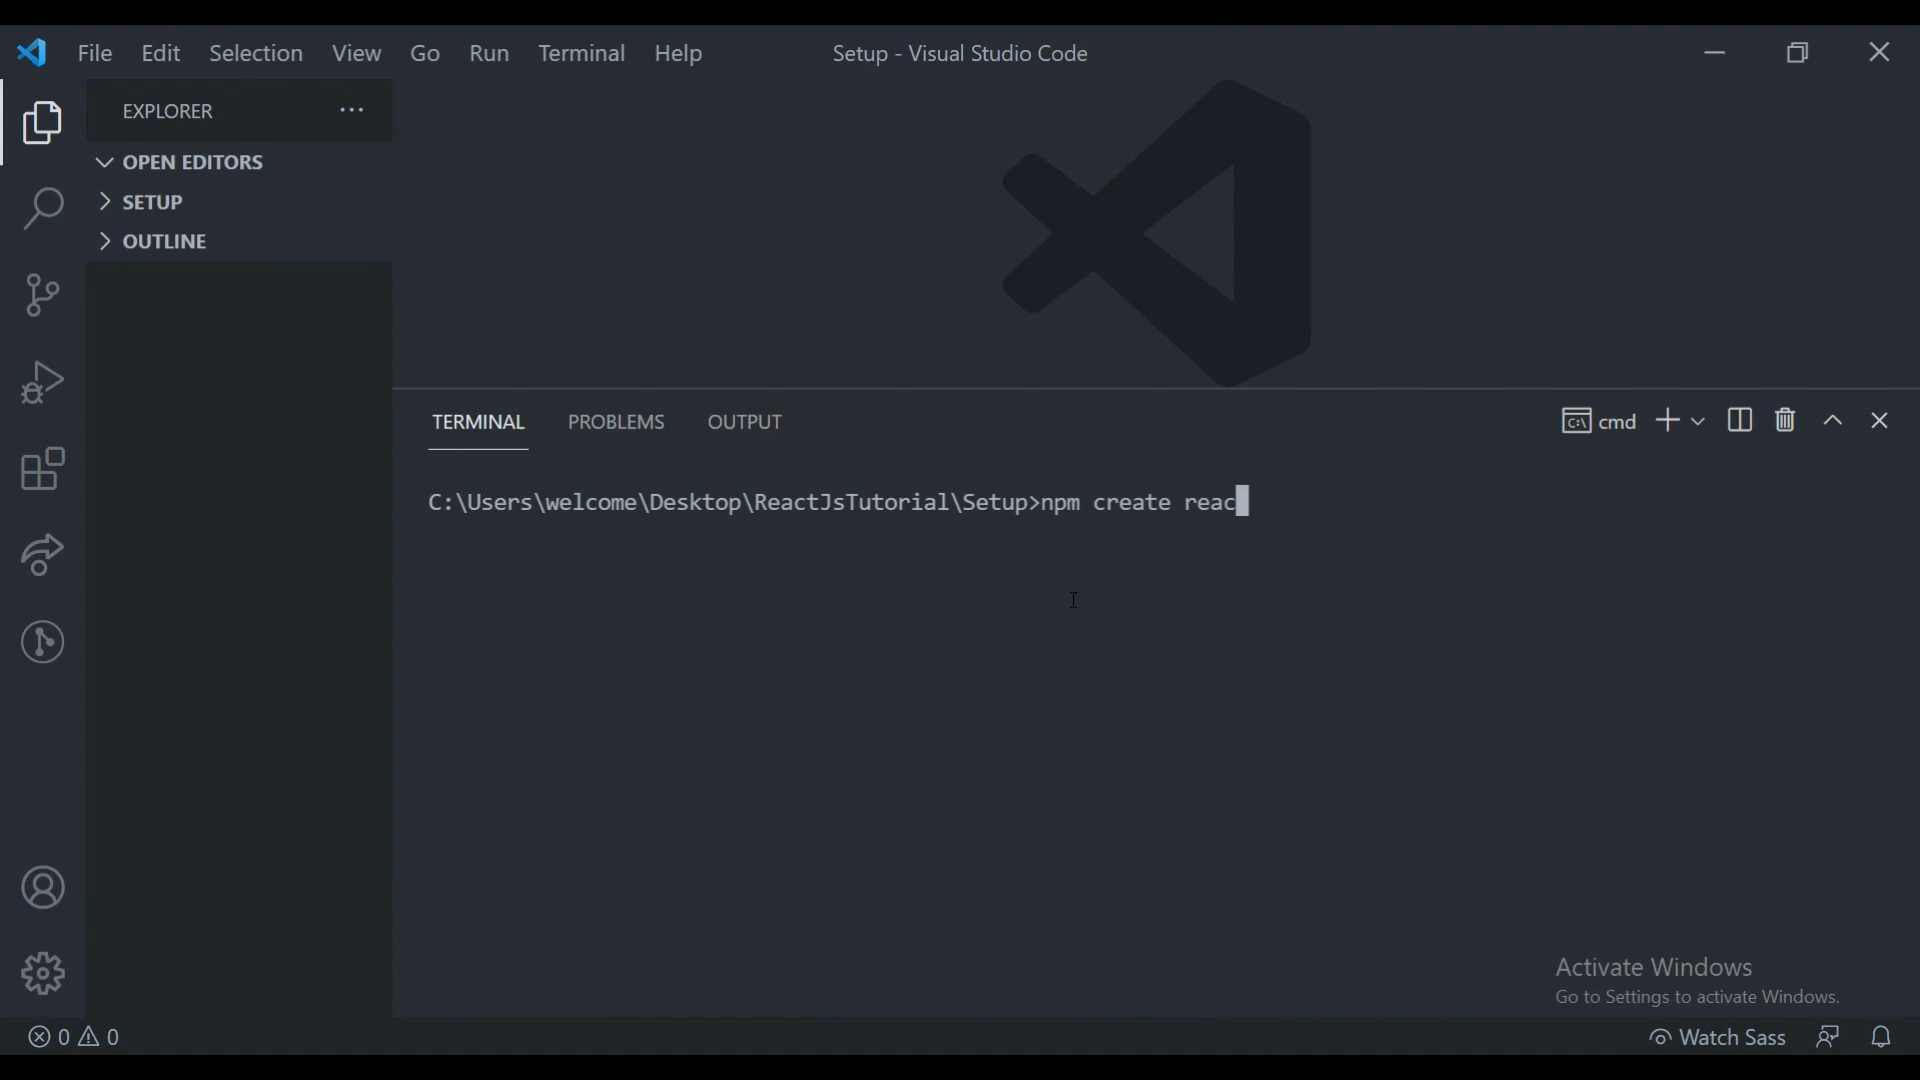 File Edit Selection View Go Run Terminal Help Setup - Visual Studio Code
EXPLORER
OPEN EDITORS
SETUP
OUTLINE
TERMINAL PROBLEMS OUTPUT cmd
C:\Users\welcome\Desktop\ReactJsTutorial\Setup>npm create reac
Activate Windows
Go to Settings to activate Windows.
0 0 Watch Sass